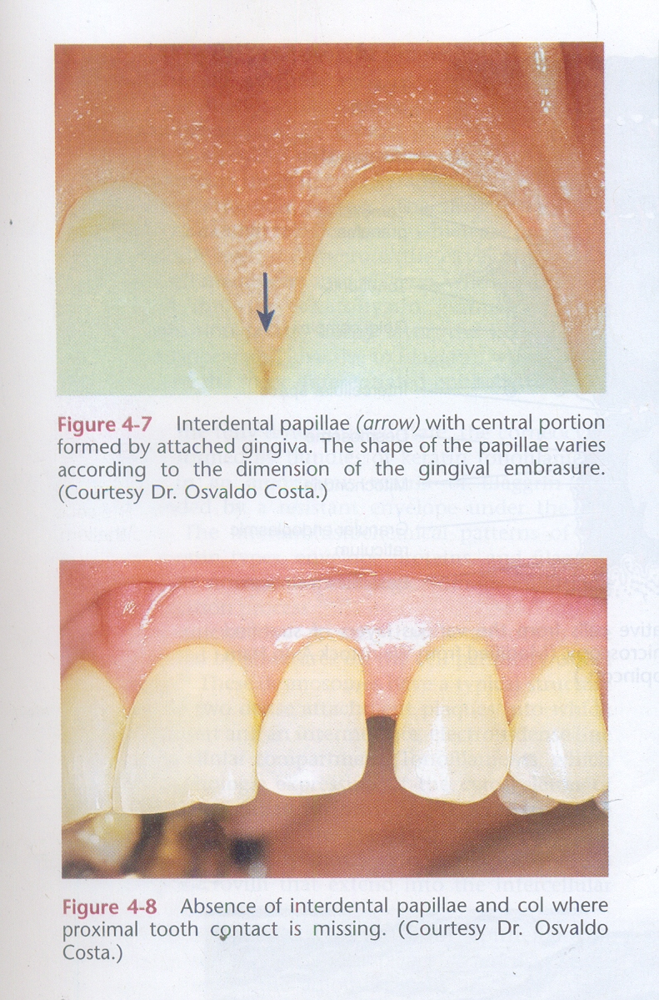 Figure 4-7 Interdental papillae (arrow) with central portion
formed by attached gingiva. The shape of the papillae varies
according to the dimension of the gingival embrasure.
(Courtesy Dr. Osvaldo Costa.)
Figure 4-8 Absence of interdental papillae and col where
proximal tooth contact is missing. (Courtesy Dr. Osvaldo
Costa.)